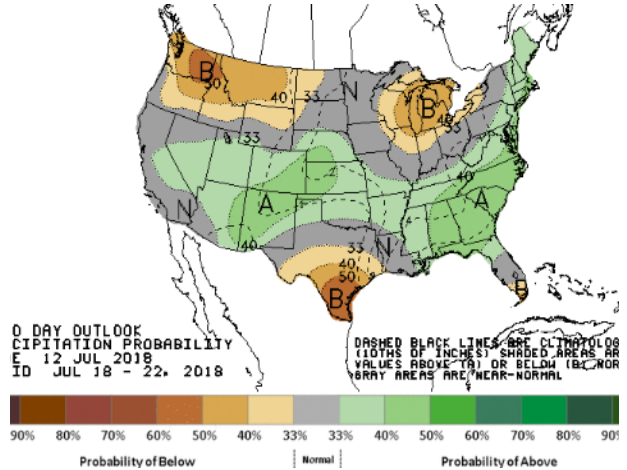 B
50
40
33
N
B
40
33
33
33
A
N
40
40
A
N
33
40
50
B
B
O DAY OUTLOOK
CIPITATION PROBABILITY
E 12 JUL 2018
ID JUL 18 - 22, 2018
DASHED BLACK LINES ARE CLIMATOLOG
(10THS OF INCHES) SHADED AREAS AR
VALUES ABOVE (A) OR BELOW (B) NOR
GRAY AREAS ARE NEAR-NORMAL
90% 80% 70% 60% 50% 40% 33% 33% 40% 50% 60% 70% 80% 90%
Probability of Below Normal Probability of Above